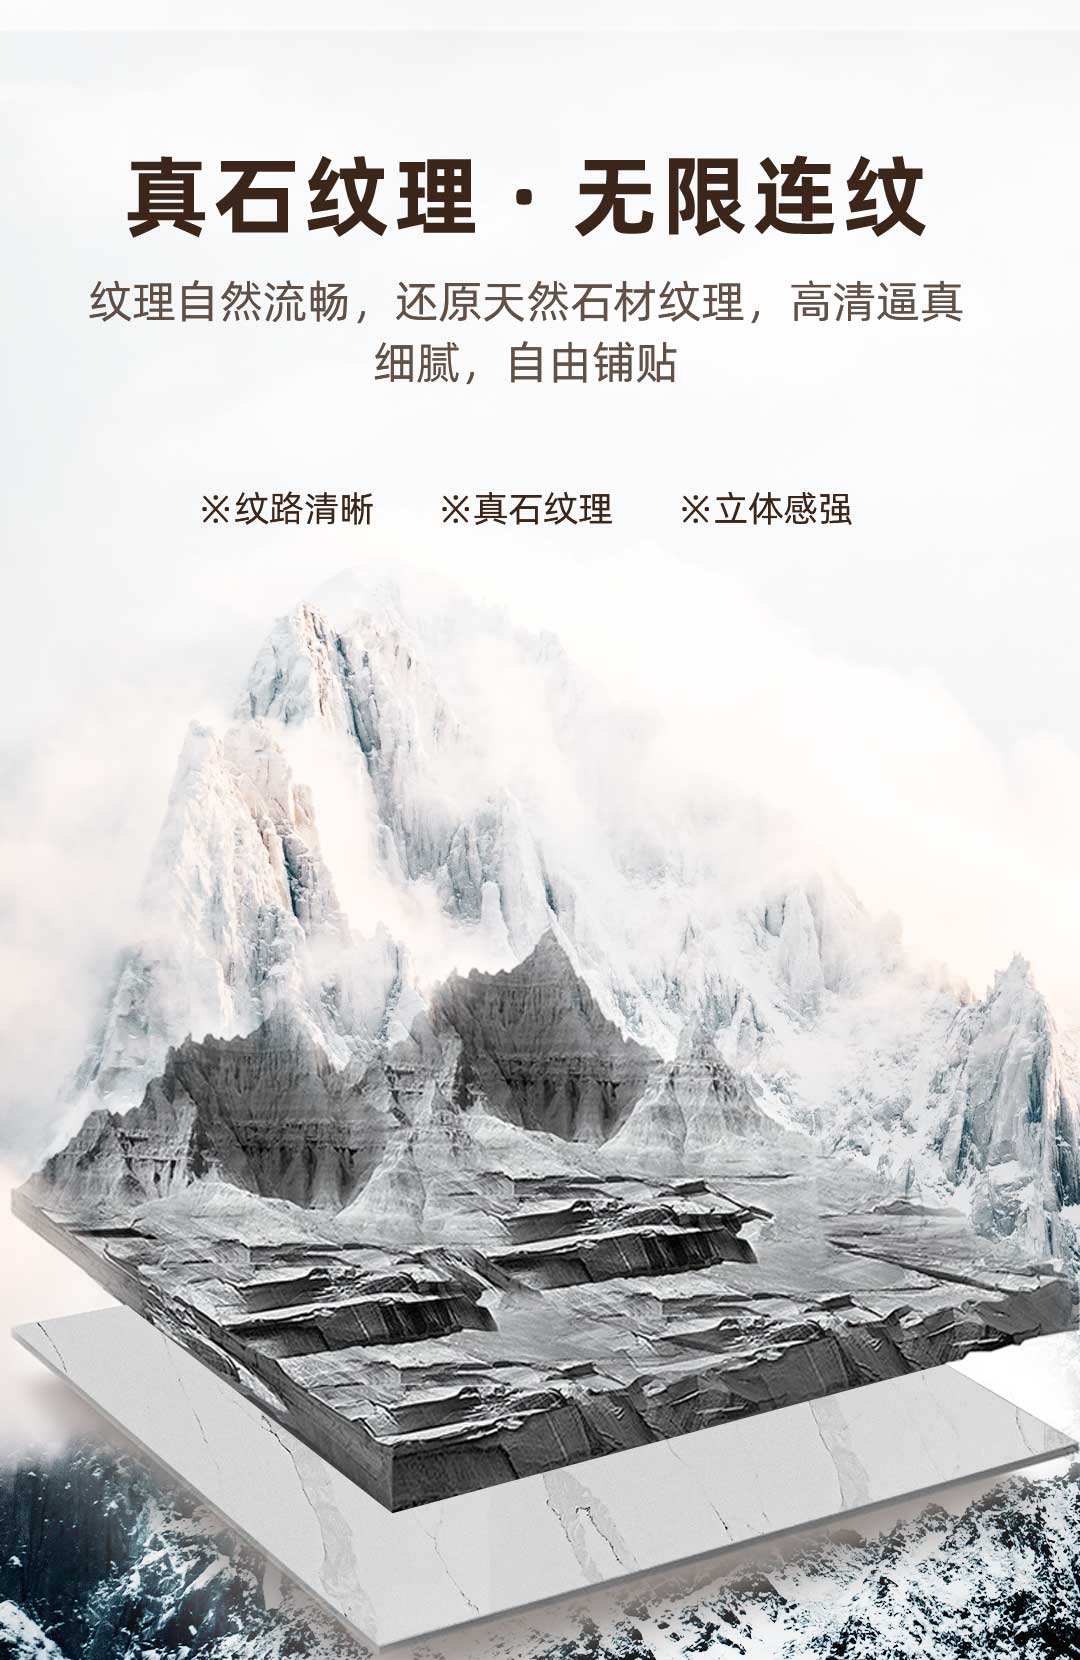 真石纹理·无限连纹
纹理自然流畅，还原天然石材纹理，高清逼真
细腻，自由铺贴
※纹路清晰 ※真石纹理 ※立体感强